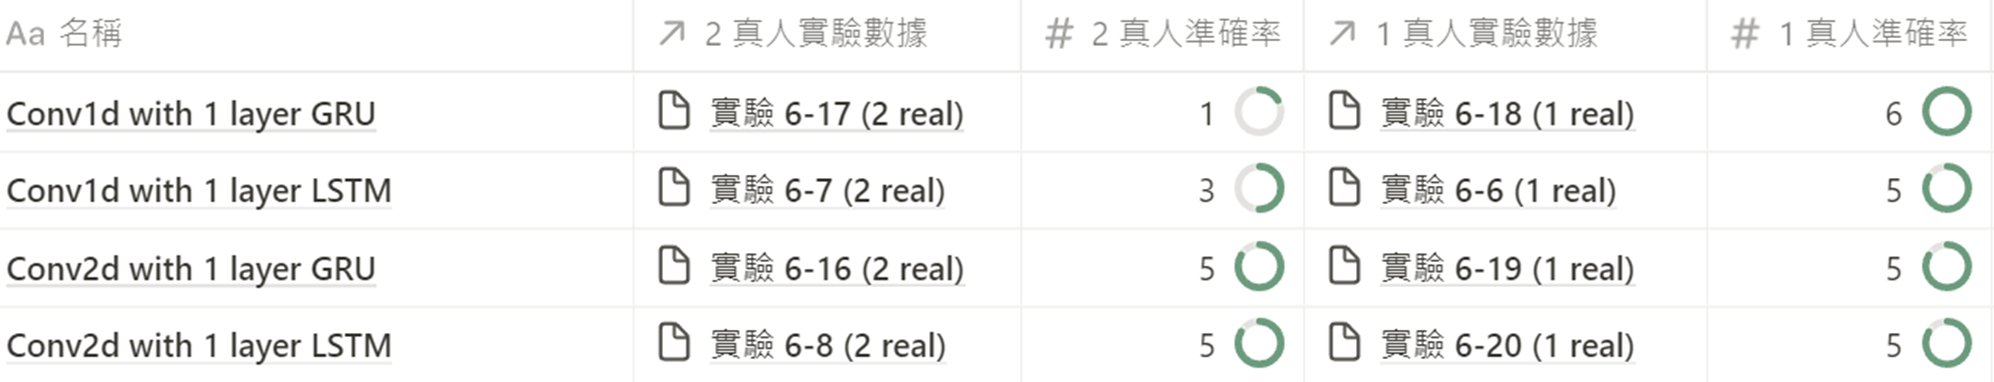 Aa 名稱 2 真人實驗數據 # 2 真人準確率 1 真人實驗數據 # 1 真人準確率
Conv1d with 1 layer GRU 實驗 6-17 (2 real) 1 實驗 6-18 (1 real) 6
Conv1d with 1 layer LSTM 實驗 6-7 (2 real) 3 實驗 6-6 (1 real) 5
Conv2d with 1 layer GRU 實驗 6-16 (2 real) 5 實驗 6-19 (1 real) 5
Conv2d with 1 layer LSTM 實驗 6-8 (2 real) 5 實驗 6-20 (1 real) 5